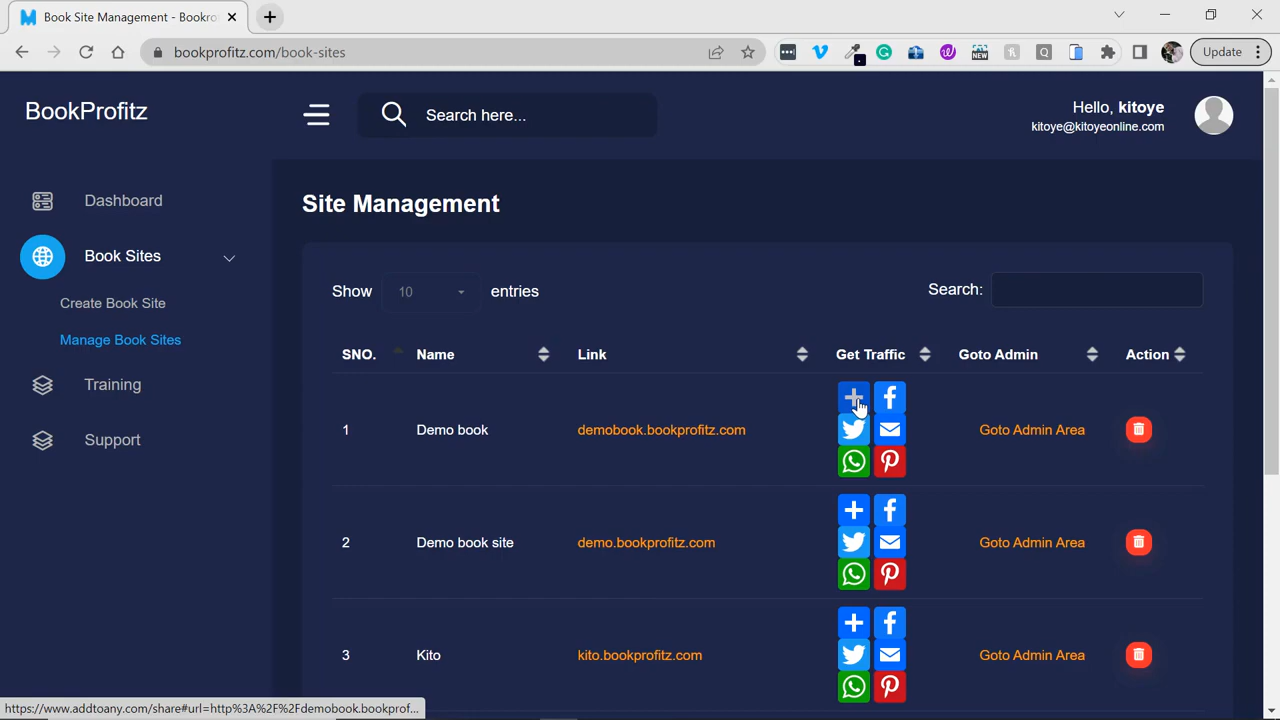 Book Site Management - Bookro
bookprofitz.com/book-sites
NEW
Update
BookProfitz
Search here...
Hello, kitoye
kitoye@kitoyeonline.com
Dashboard
Book Sites
Create Book Site
Manage Book Sites
Training
Support
Site Management
Show 10 entries
Search:
SNO. Name Link Get Traffic Goto Admin Action
1 Demo book demobook.bookprofitz.com Goto Admin Area
2 Demo book site demo.bookprofitz.com Goto Admin Area
3 Kito kito.bookprofitz.com Goto Admin Area
https://www.addtoany.com/share#url=http%3A%2F%2Fdemobook.bookprof...